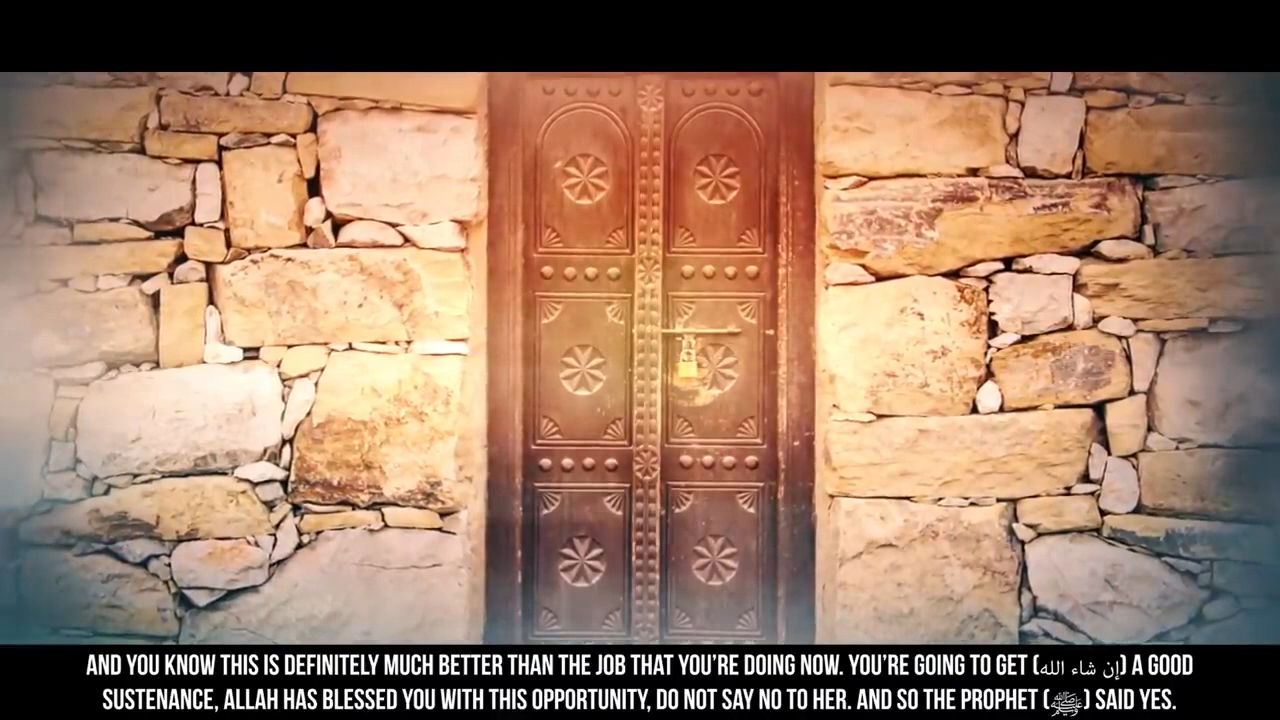 AND YOU KNOW THIS IS DEFINITELY MUCH BETTER THAN THE JOB THAT YOU'RE DOING NOW. YOU'RE GOING TO GET (إن شاء الله) A GOOD
SUSTENANCE, ALLAH HAS BLESSED YOU WITH THIS OPPORTUNITY, DO NOT SAY NO TO HER. AND SO THE PROPHET (ﷺ) SAID YES.